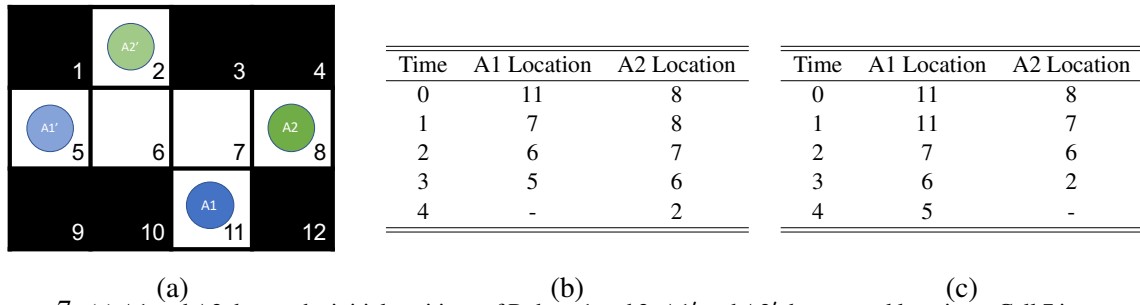 A2′
1 2 3 4
A1′ A2
5 6 7 8
A1
9 10 11 12
(a)
Time A1 Location A2 Location
0 11 8
1 7 8
2 6 7
3 5 6
4 - 2
(b)
Time A1 Location A2 Location
0 11 8
1 11 7
2 7 6
3 6 2
4 5 -
(c)
7